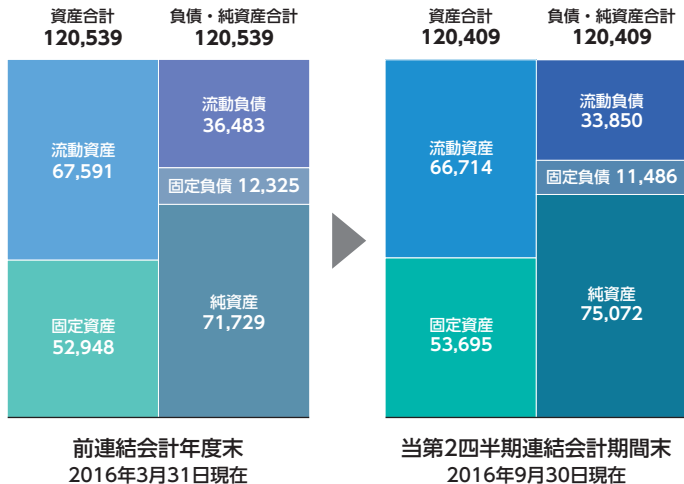 資産合計
120,539
負債・純資産合計
120,539
流動資産
67,591
固定資産
52,948
流動負債
36,483
固定負債 12,325
純資産
71,729
前連結会計年度末
2016年3月31日現在
資産合計
120,409
負債・純資産合計
120,409
流動資産
66,714
固定資産
53,695
流動負債
33,850
固定負債 11,486
純資産
75,072
当第2四半期連結会計期間末
2016年9月30日現在